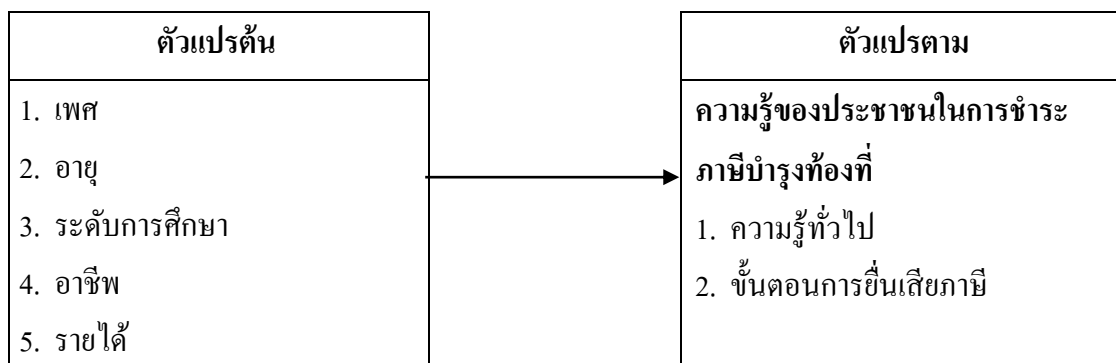 ตัวแปรต้น
1. เพศ
2. อายุ
3. ระดับการศึกษา
4. อาชีพ
5. รายได้
ตัวแปรตาม
ความรู้ของประชาชนในการชำระ
ภาษีบำรุงท้องที่
1. ความรู้ทั่วไป
2. ขั้นตอนการยื่นเสียภาษี